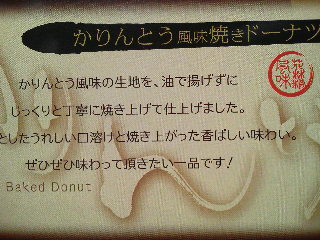 かりんとう風味焼きドーナツ
かりんとう風味の生地を、油で揚げずに
じっくりと丁寧に焼き上げて仕上げました。
としたうれしい口溶けと焼き上がった香ばしい味わい。
ぜひぜひ味わって頂きたい一品です!
Baked Donut